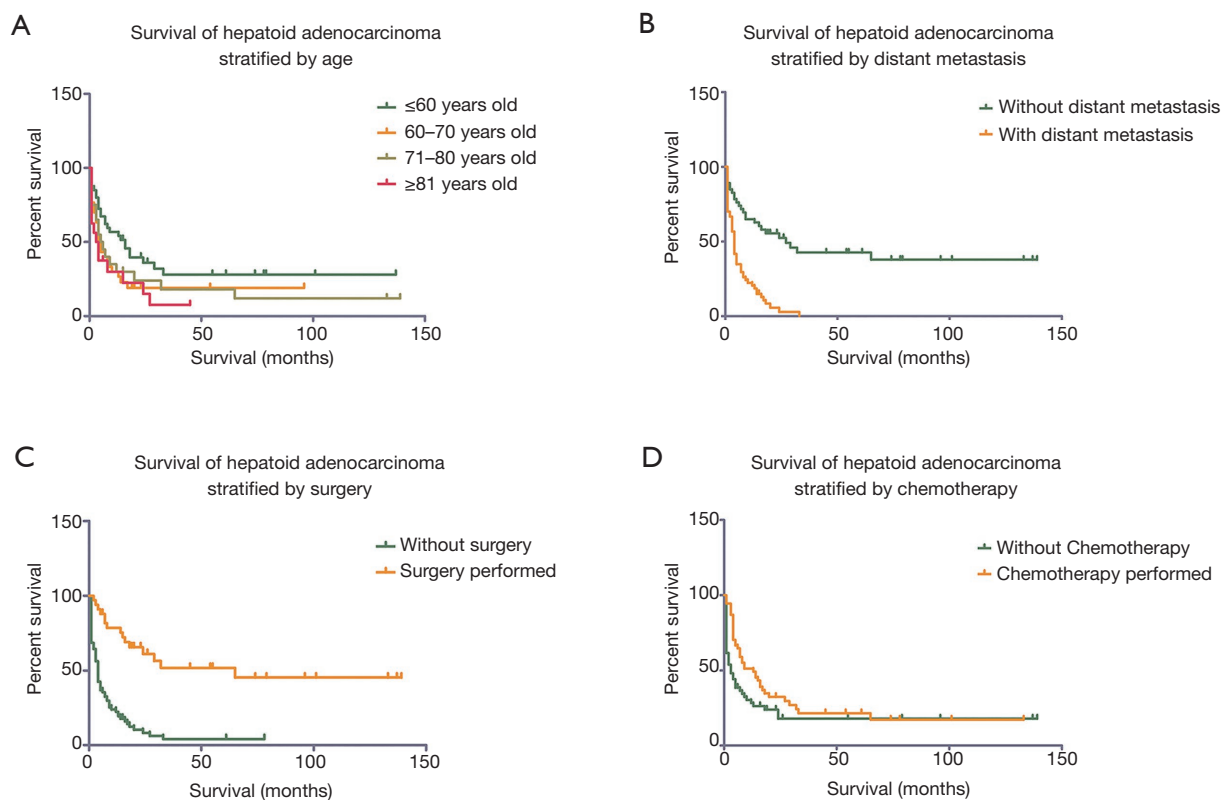 A
Survival of hepatoid adenocarcinoma
stratified by age
150
100
50
0
Percent survival
≤60 years old
60–70 years old
71–80 years old
≥81 years old
0 50 100 150
Survival (months)
B
Survival of hepatoid adenocarcinoma
stratified by distant metastasis
150
100
50
0
Percent survival
Without distant metastasis
With distant metastasis
0 50 100 150
Survival (months)
C
Survival of hepatoid adenocarcinoma
stratified by surgery
150
100
50
0
Percent survival
Without surgery
Surgery performed
0 50 100 150
Survival (months)
D
Survival of hepatoid adenocarcinoma
stratified by chemotherapy
150
100
50
0
Percent survival
Without Chemotherapy
Chemotherapy performed
0 50 100 150
Survival (months)